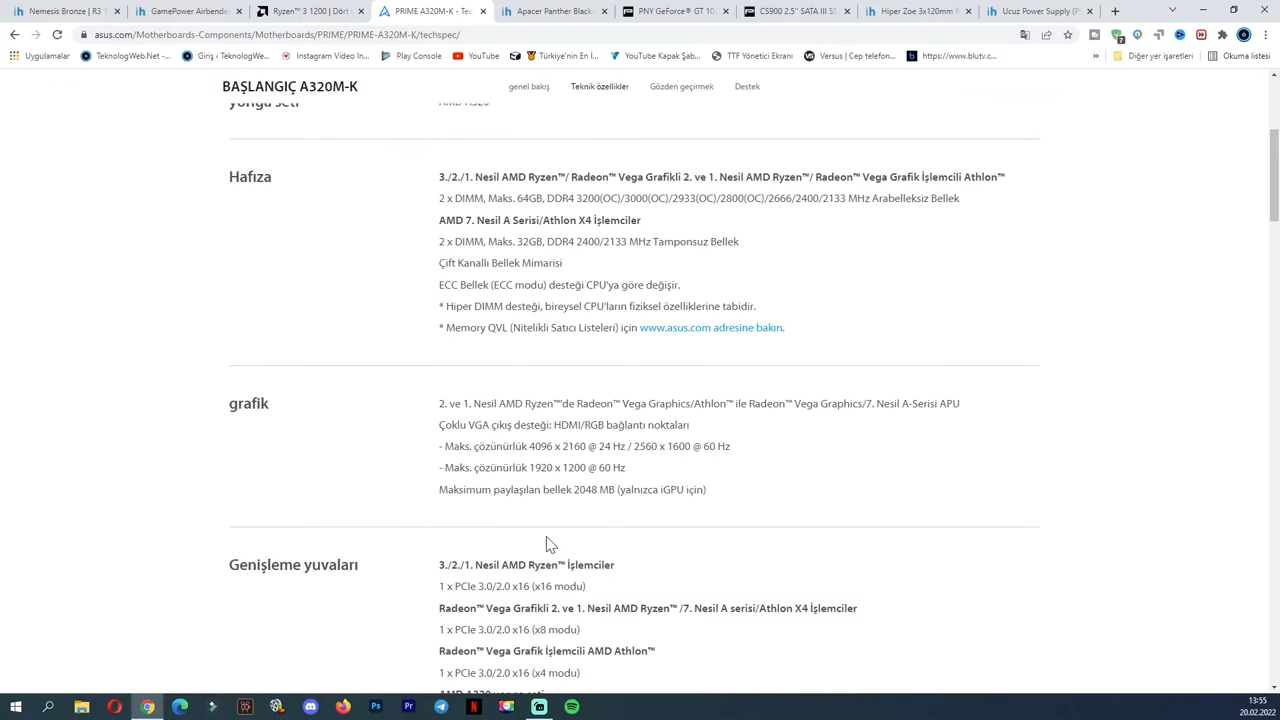 Nemesis Bronze | R3 1
GamePower Airbende
Ryzen™ 3 1200 | Dört
PRIME A320M-K - Te
Apacer Panther Black
PNY GeForce® GT 10
CS900 2.5'' SATA III SS
Hiper Zoe 3x120mm R
Ucuz Power Supply (P
asus.com/Motherboards-Components/Motherboards/PRIME/PRIME-A320M-K/techspec/
Uygulamalar
TeknologWeb.Net -...
Giriş - TeknologWe...
Instagram Video in...
Play Console
YouTube
Türkiye'nin En İ...
YouTube Kapak Şab...
TTF Yönetici Ekranı
Versus | Cep telefon...
https://www.blutv.c...
»
Diğer yer işaretleri
Okuma listesi
BAŞLANGIÇ A320M-K
genel bakış
Teknik özellikler
Gözden geçirmek
Destek
yonga seti
AMD A320
Hafıza
3./2./1. Nesil AMD Ryzen™/ Radeon™ Vega Grafikli 2. ve 1. Nesil AMD Ryzen™/ Radeon™ Vega Grafik İşlemcili Athlon™
2 x DIMM, Maks. 64GB, DDR4 3200(OC)/3000(OC)/2933(OC)/2800(OC)/2666/2400/2133 MHz Arabelleksiz Bellek
AMD 7. Nesil A Serisi/Athlon X4 İşlemciler
2 x DIMM, Maks. 32GB, DDR4 2400/2133 MHz Tamponsuz Bellek
Çift Kanallı Bellek Mimarisi
ECC Bellek (ECC modu) desteği CPU'ya göre değişir.
* Hiper DIMM desteği, bireysel CPU'ların fiziksel özelliklerine tabidir.
* Memory QVL (Nitelikli Satıcı Listeleri) için www.asus.com adresine bakın.
grafik
2. ve 1. Nesil AMD Ryzen™'de Radeon™ Vega Graphics/Athlon™ ile Radeon™ Vega Graphics/7. Nesil A-Serisi APU
Çoklu VGA çıkış desteği: HDMI/RGB bağlantı noktaları
- Maks. çözünürlük 4096 x 2160 @ 24 Hz / 2560 x 1600 @ 60 Hz
- Maks. çözünürlük 1920 x 1200 @ 60 Hz
Maksimum paylaşılan bellek 2048 MB (yalnızca iGPU için)
Genişleme yuvaları
3./2./1. Nesil AMD Ryzen™ İşlemciler
1 x PCIe 3.0/2.0 x16 (x16 modu)
Radeon™ Vega Grafikli 2. ve 1. Nesil AMD Ryzen™ /7. Nesil A serisi/Athlon X4 İşlemciler
1 x PCIe 3.0/2.0 x16 (x8 modu)
Radeon™ Vega Grafik İşlemcili AMD Athlon™
1 x PCIe 3.0/2.0 x16 (x4 modu)
AMD A320 yonga seti
13:55
20.02.2022